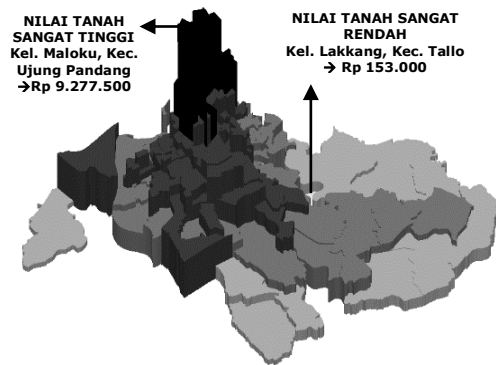 NILAI TANAH
SANGAT TINGGI
Kel. Maloku, Kec.
Ujung Pandang
→Rp 9.277.500
NILAI TANAH SANGAT
RENDAH
Kel. Lakkang, Kec. Tallo
→ Rp 153.000